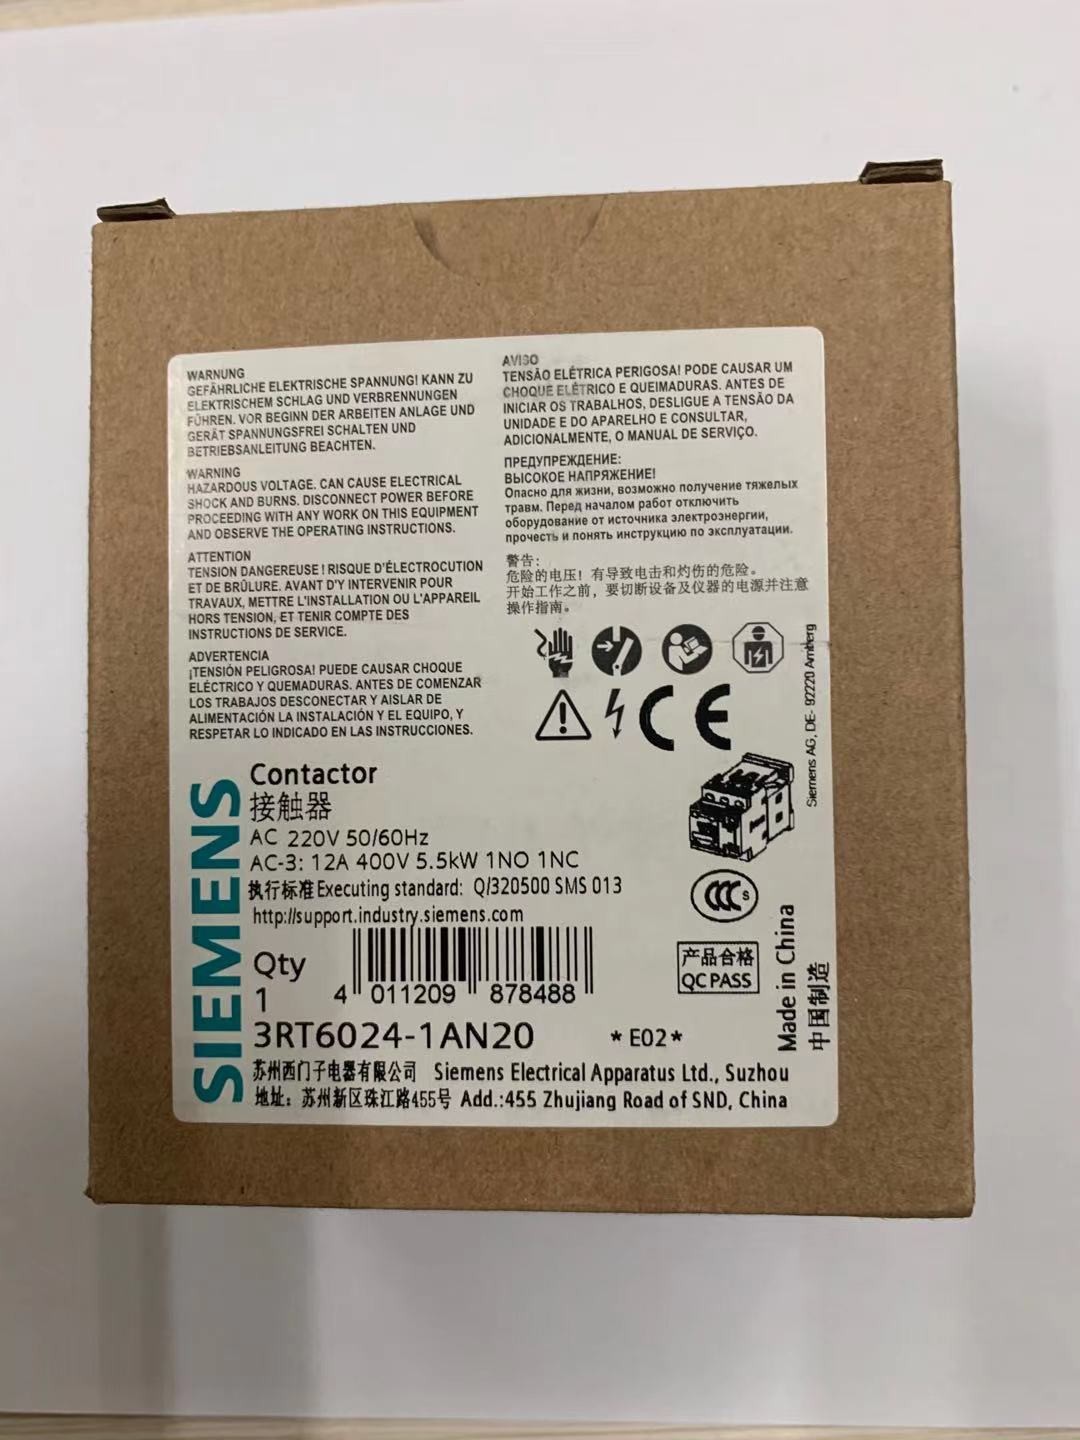 WARNUNG
GEFÄHRLICHE ELEKTRISCHE SPANNUNG! KANN ZU
ELEKTRISCHEM SCHLAG UND VERBRENNUNGEN
FÜHREN. VOR BEGINN DER ARBEITEN ANLAGE UND
GERÄT SPANNUNGSFREI SCHALTEN UND
BETRIEBSANLEITUNG BEACHTEN.
WARNING
HAZARDOUS VOLTAGE. CAN CAUSE ELECTRICAL
SHOCK AND BURNS. DISCONNECT POWER BEFORE
PROCEEDING WITH ANY WORK ON THIS EQUIPMENT
AND OBSERVE THE OPERATING INSTRUCTIONS.
ATTENTION
TENSION DANGEREUSE ! RISQUE D'ÉLECTROCUTION
ET DE BRÛLURE. AVANT D'Y INTERVENIR POUR
TRAVAUX, METTRE L'INSTALLATION OU L'APPAREIL
HORS TENSION, ET TENIR COMPTE DES
INSTRUCTIONS DE SERVICE.
ADVERTENCIA
¡TENSIÓN PELIGROSA! PUEDE CAUSAR CHOQUE
ELÉCTRICO Y QUEMADURAS. ANTES DE COMENZAR
LOS TRABAJOS DESCONECTAR Y AISLAR DE
ALIMENTACIÓN LA INSTALACIÓN Y EL EQUIPO, Y
RESPETAR LO INDICADO EN LAS INSTRUCCIONES.
AVISO
TENSÃO ELÉTRICA PERIGOSA! PODE CAUSAR UM
CHOQUE ELÉTRICO E QUEIMADURAS. ANTES DE
INICIAR OS TRABALHOS, DESLIGUE A TENSÃO DA
UNIDADE E DO APARELHO E CONSULTAR,
ADICIONALMENTE, O MANUAL DE SERVIÇO.
ПРЕДУПРЕЖДЕНИЕ:
ВЫСОКОЕ НАПРЯЖЕНИЕ!
Опасно для жизни, возможно получение тяжелых
травм. Перед началом работ отключить
оборудование от источника электроэнергии,
прочесть и понять инструкцию по эксплуатации.
警告:
危险的电压! 有导致电击和灼伤的危险。
开始工作之前, 要切断设备及仪器的电源并注意
操作指南。
CE
Siemens AG, DE- 92220 Amberg
SIEMENS
Contactor
接触器
AC 220V 50/60Hz
AC-3: 12A 400V 5.5kW 1NO 1NC
执行标准Executing standard: Q/320500 SMS 013
http://support.industry.siemens.com
CCC S
产品合格
QC PASS
Made in China
中国制造
Qty
1
4 011209 878488
3RT6024-1AN20 *E02*
苏州西门子电器有限公司 Siemens Electrical Apparatus Ltd., Suzhou
地址: 苏州新区珠江路455号 Add.:455 Zhujiang Road of SND, China